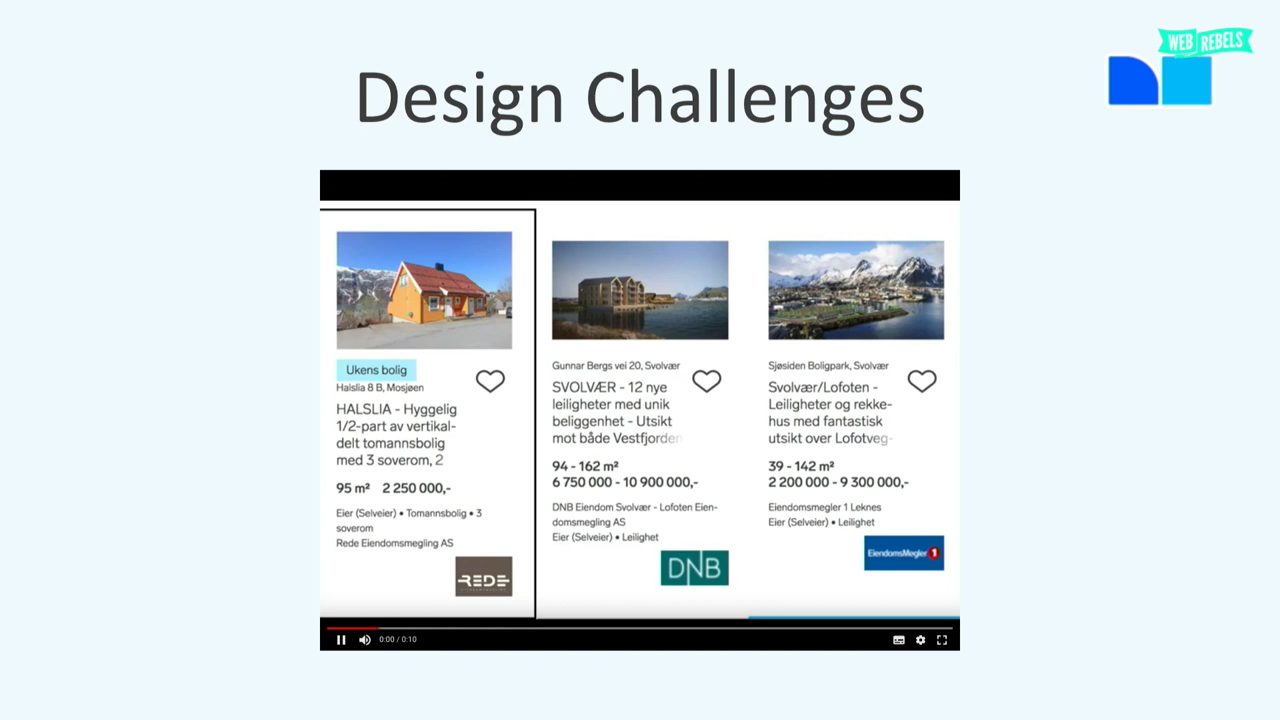 WEB REBELS
Design Challenges
Ukens bolig
Halslia 8 B, Mosjøen
HALSLIA - Hyggelig
1/2-part av vertikal-
delt tomannsbolig
med 3 soverom, 2
95 m² 2 250 000,-
Eier (Selveier) • Tomannsbolig • 3
soverom
Rede Eiendomsmegling AS
REDE
Gunnar Bergs vei 20, Svolvær
SVOLVÆR - 12 nye
leiligheter med unik
beliggenhet - Utsikt
mot både Vestfjorden
94 - 162 m²
6 750 000 - 10 900 000,-
DNB Eiendom Svolvær - Lofoten Eien-
domsmegling AS
Eier (Selveier) • Leilighet
DNB
Sjøsiden Boligpark, Svolvær
Svolvær/Lofoten -
Leiligheter og rekke-
hus med fantastisk
utsikt over Lofotveg-
39 - 142 m²
2 200 000 - 9 300 000,-
Eiendomsmegler 1 Leknes
Eier (Selveier) • Leilighet
EiendomsMegler 1
0:00 / 0:10